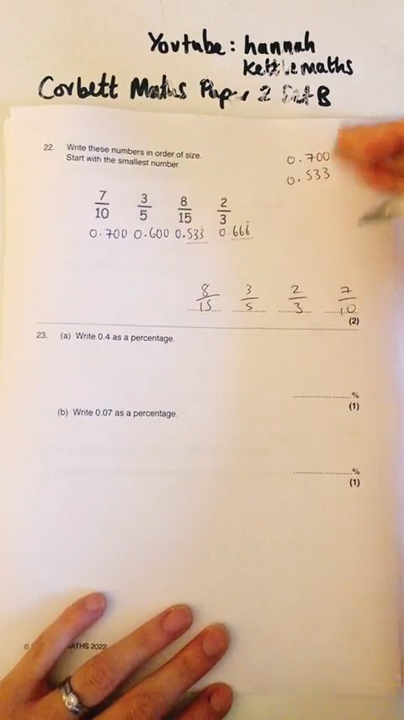 Youtube: hannah
kettlemaths
Corbett Maths Paper 2 Set B
22. Write these numbers in order of size.
Start with the smallest number.
0.700
0.533
7/10 3/5 8/15 2/3
0.700 0.600 0.533 0.666
8/15 3/5 2/3 7/10
(2)
23. (a) Write 0.4 as a percentage.
....................%
(1)
(b) Write 0.07 as a percentage.
....................%
(1)
ATHS 2022